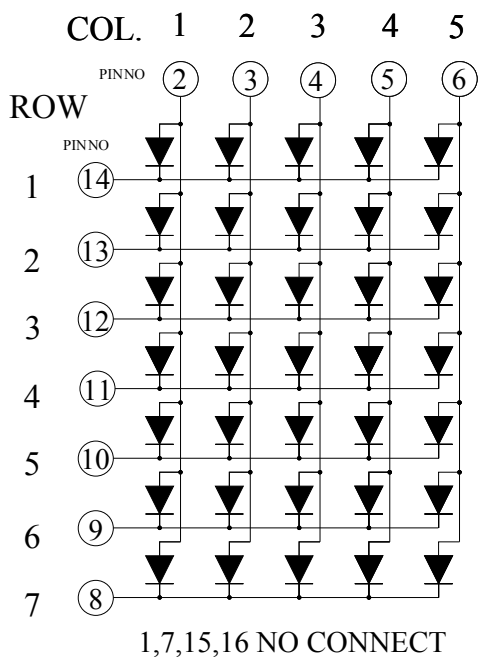 COL. 1 2 3 4 5
PINNO 2 3 4 5 6
ROW
PINNO
1 14
2 13
3 12
4 11
5 10
6 9
7 8
1,7,15,16 NO CONNECT